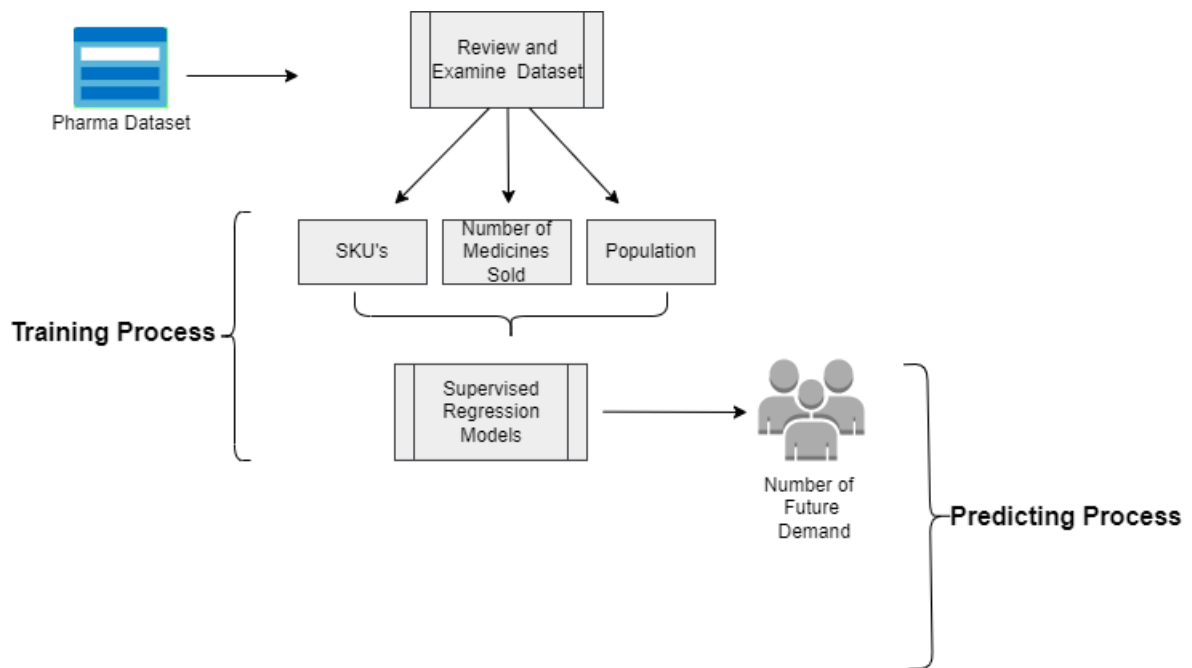 Review and
Examine Dataset
Pharma Dataset
SKU's
Number of
Medicines
Sold
Population
Training Process
Supervised
Regression
Models
Number of
Future
Demand
Predicting Process